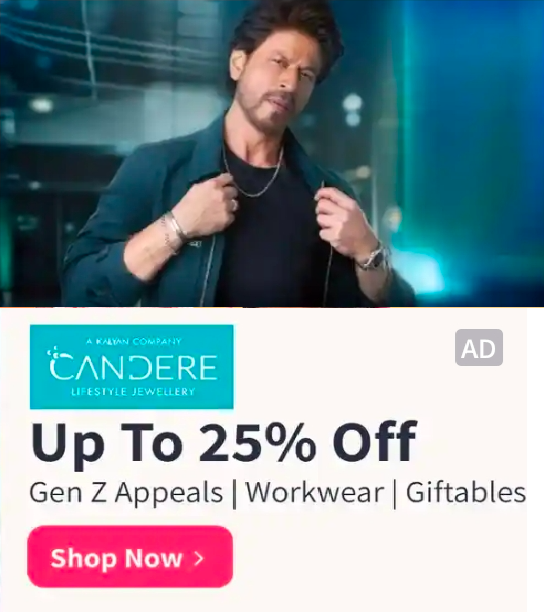 A KALYAN COMPANY
CANDERE
LIFESTYLE JEWELLERY
AD
Up To 25% Off
Gen Z Appeals | Workwear | Giftables
Shop Now >